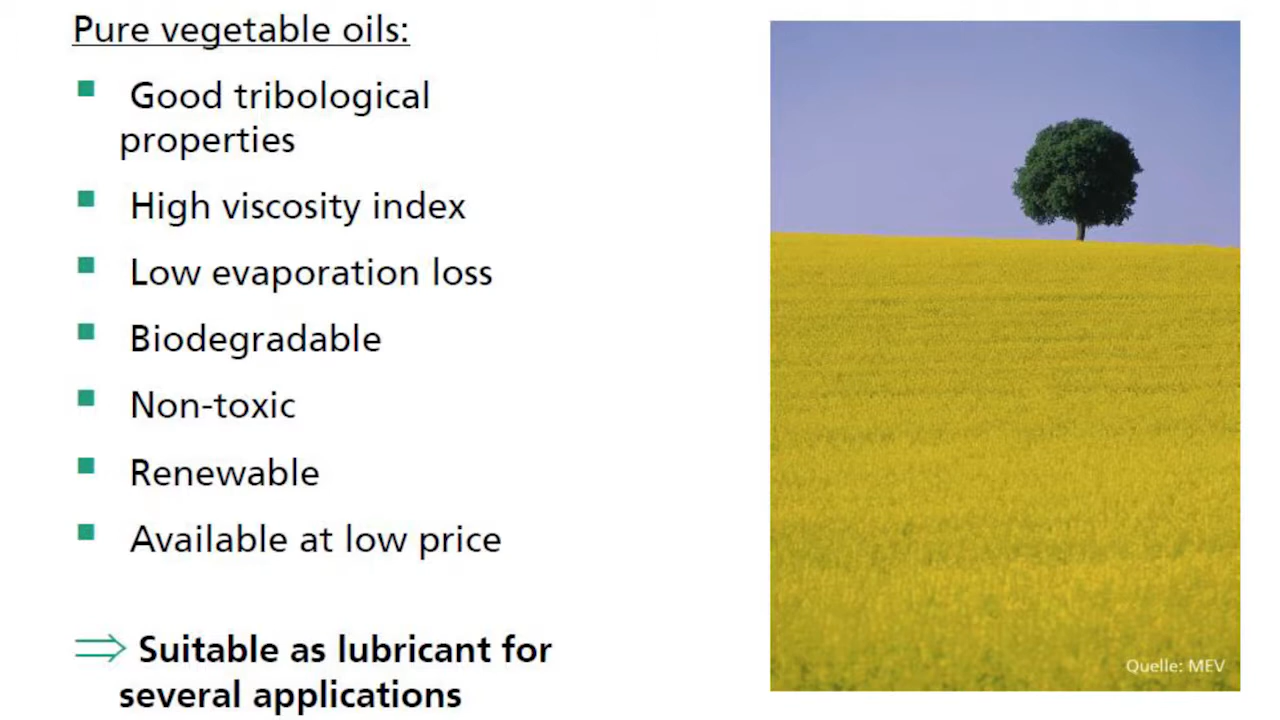 Pure vegetable oils:
Good tribological
properties
High viscosity index
Low evaporation loss
Biodegradable
Non-toxic
Renewable
Available at low price
⇒ Suitable as lubricant for
several applications
Quelle: MEV